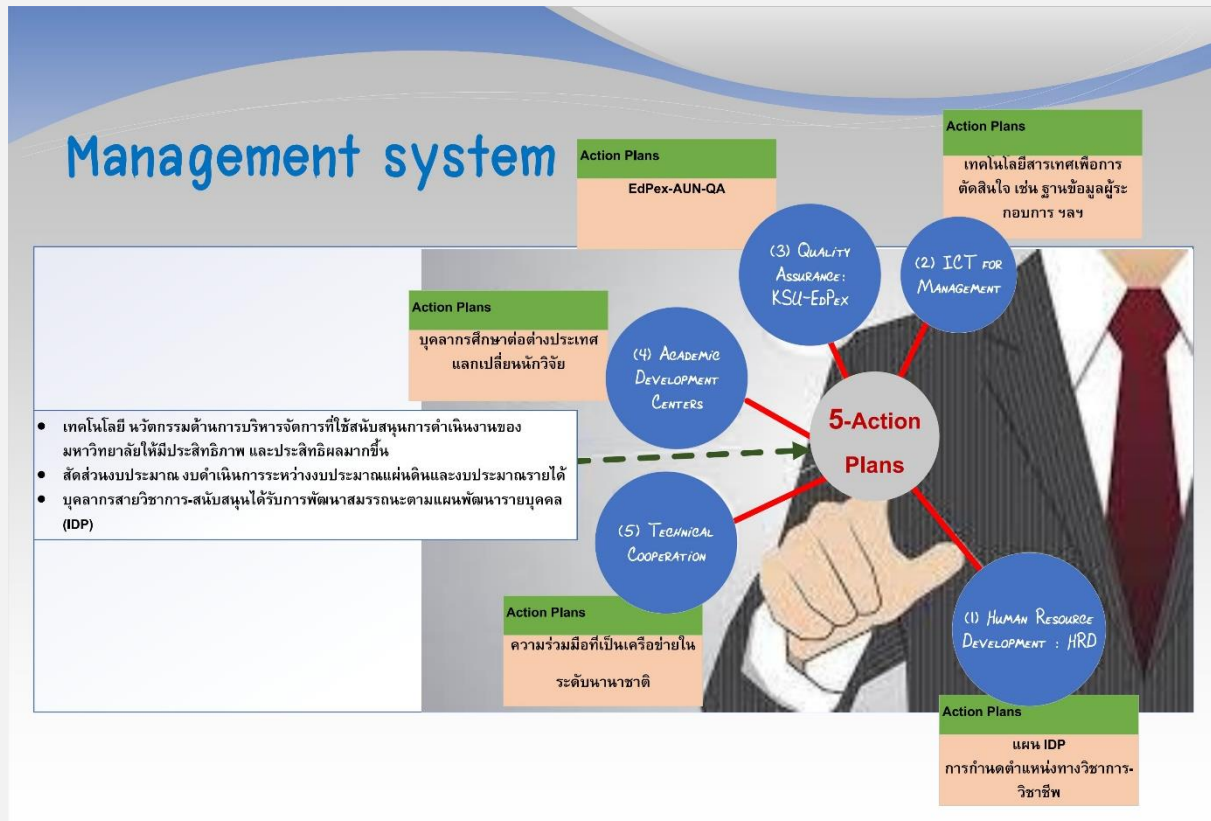 Management system
Action Plans
EdPex-AUN-QA
Action Plans
เทคโนโลยีสารเทศเพื่อการ
ตัดสินใจ เช่น ฐานข้อมูลผู้ระ
กอบการ ฯลฯ
(3) QUALITY
ASSURANCE:
KSU-EDPEX
(2) ICT FOR
MANAGEMENT
Action Plans
บุคลากรศึกษาต่อต่างประเทศ
แลกเปลี่ยนนักวิจัย
(4) ACADEMIC
DEVELOPMENT
CENTERS
5-Action
Plans
• เทคโนโลยี นวัตกรรมด้านการบริหารจัดการที่ใช้สนับสนุนการดำเนินงานของ
มหาวิทยาลัยให้มีประสิทธิภาพ และประสิทธิผลมากขึ้น
• สัดส่วนงบประมาณ งบดำเนินการระหว่างงบประมาณแผ่นดินและงบประมาณรายได้
• บุคลากรสายวิชาการ-สนับสนุนได้รับการพัฒนาสมรรถนะตามแผนพัฒนารายบุคคล
(IDP)
(5) TECHNICAL
COOPERATION
Action Plans
ความร่วมมือที่เป็นเครือข่ายใน
ระดับนานาชาติ
(1) HUMAN RESOURCE
DEVELOPMENT : HRD
Action Plans
แผน IDP
การกำหนดตำแหน่งทางวิชาการ-
วิชาชีพ